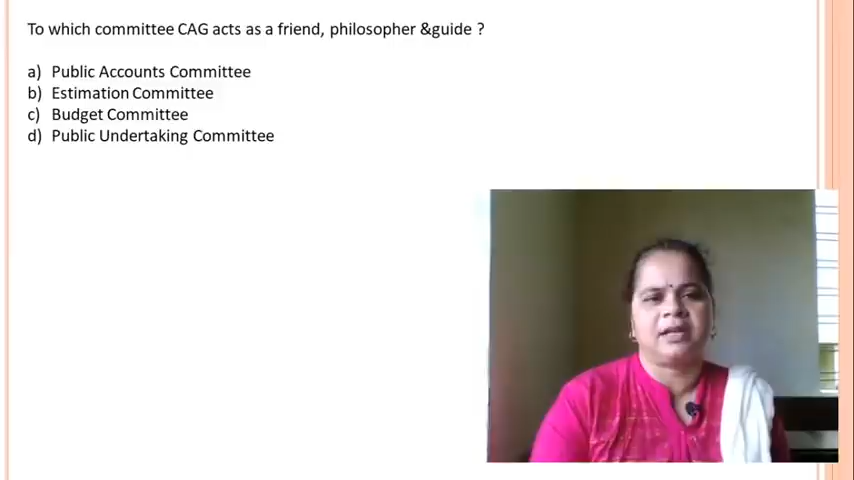 To which committee CAG acts as a friend, philosopher &guide ?
a) Public Accounts Committee
b) Estimation Committee
c) Budget Committee
d) Public Undertaking Committee